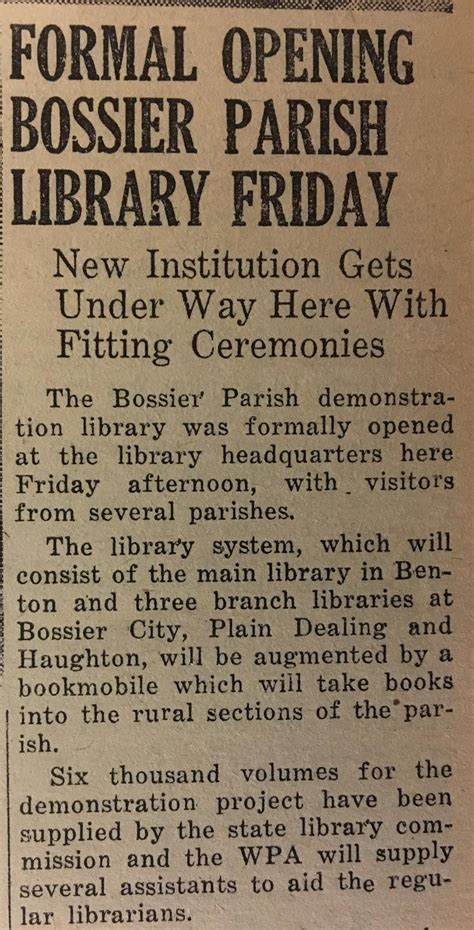 FORMAL OPENING
BOSSIER PARISH
LIBRARY FRIDAY
New Institution Gets
Under Way Here With
Fitting Ceremonies
The Bossier Parish demonstra-
tion library was formally opened
at the library headquarters here
Friday afternoon, with visitors
from several parishes.
The library system, which will
consist of the main library in Ben-
ton and three branch libraries at
Bossier City, Plain Dealing and
Haughton, will be augmented by a
bookmobile which will take books
into the rural sections of the par-
ish.
Six thousand volumes for the
demonstration project have been
supplied by the state library com-
mission and the WPA will supply
several assistants to aid the regu-
lar librarians.